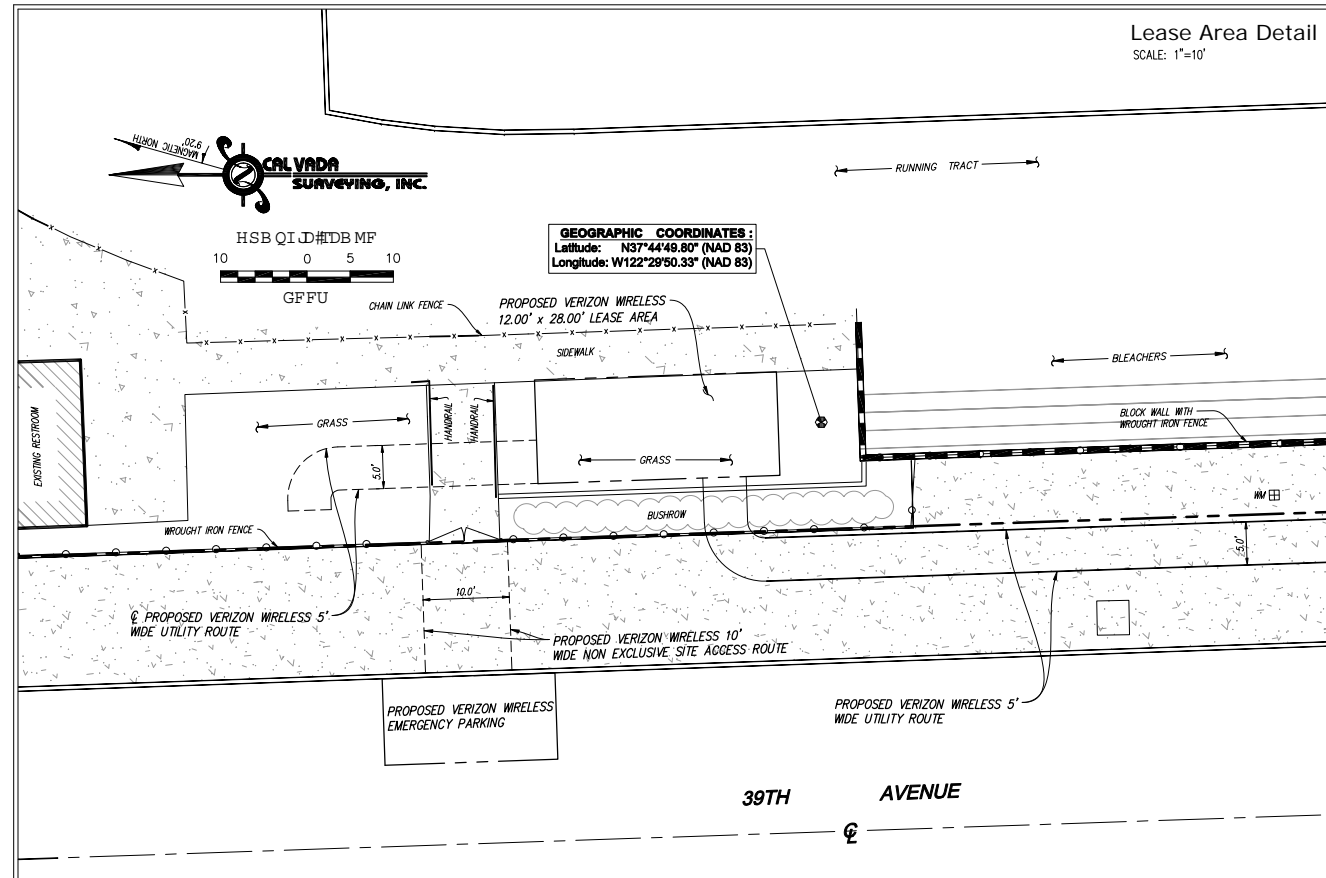 Lease Area Detail
SCALE: 1"=10'
MAGNETIC NORTH
9°20'
CAL VADA
SURVEYING, INC.
RUNNING TRACT
HSBQIJD#TDBMF
10 0 5 10
GFFU
GEOGRAPHIC COORDINATES :
Latitude: N37°44'49.80" (NAD 83)
Longitude: W122°29'50.33" (NAD 83)
CHAIN LINK FENCE
PROPOSED VERIZON WIRELESS
12.00' x 28.00' LEASE AREA
SIDEWALK
BLEACHERS
EXISTING RESTROOM
GRASS
HANDRAIL
HANDRAIL
BLOCK WALL WITH
WROUGHT IRON FENCE
5.0'
GRASS
WM
BUSHROW
WROUGHT IRON FENCE
5.0'
10.0'
℄ PROPOSED VERIZON WIRELESS 5'
WIDE UTILITY ROUTE
PROPOSED VERIZON WIRELESS 10'
WIDE NON EXCLUSIVE SITE ACCESS ROUTE
PROPOSED VERIZON WIRELESS
EMERGENCY PARKING
PROPOSED VERIZON WIRELESS 5'
WIDE UTILITY ROUTE
39TH AVENUE
℄